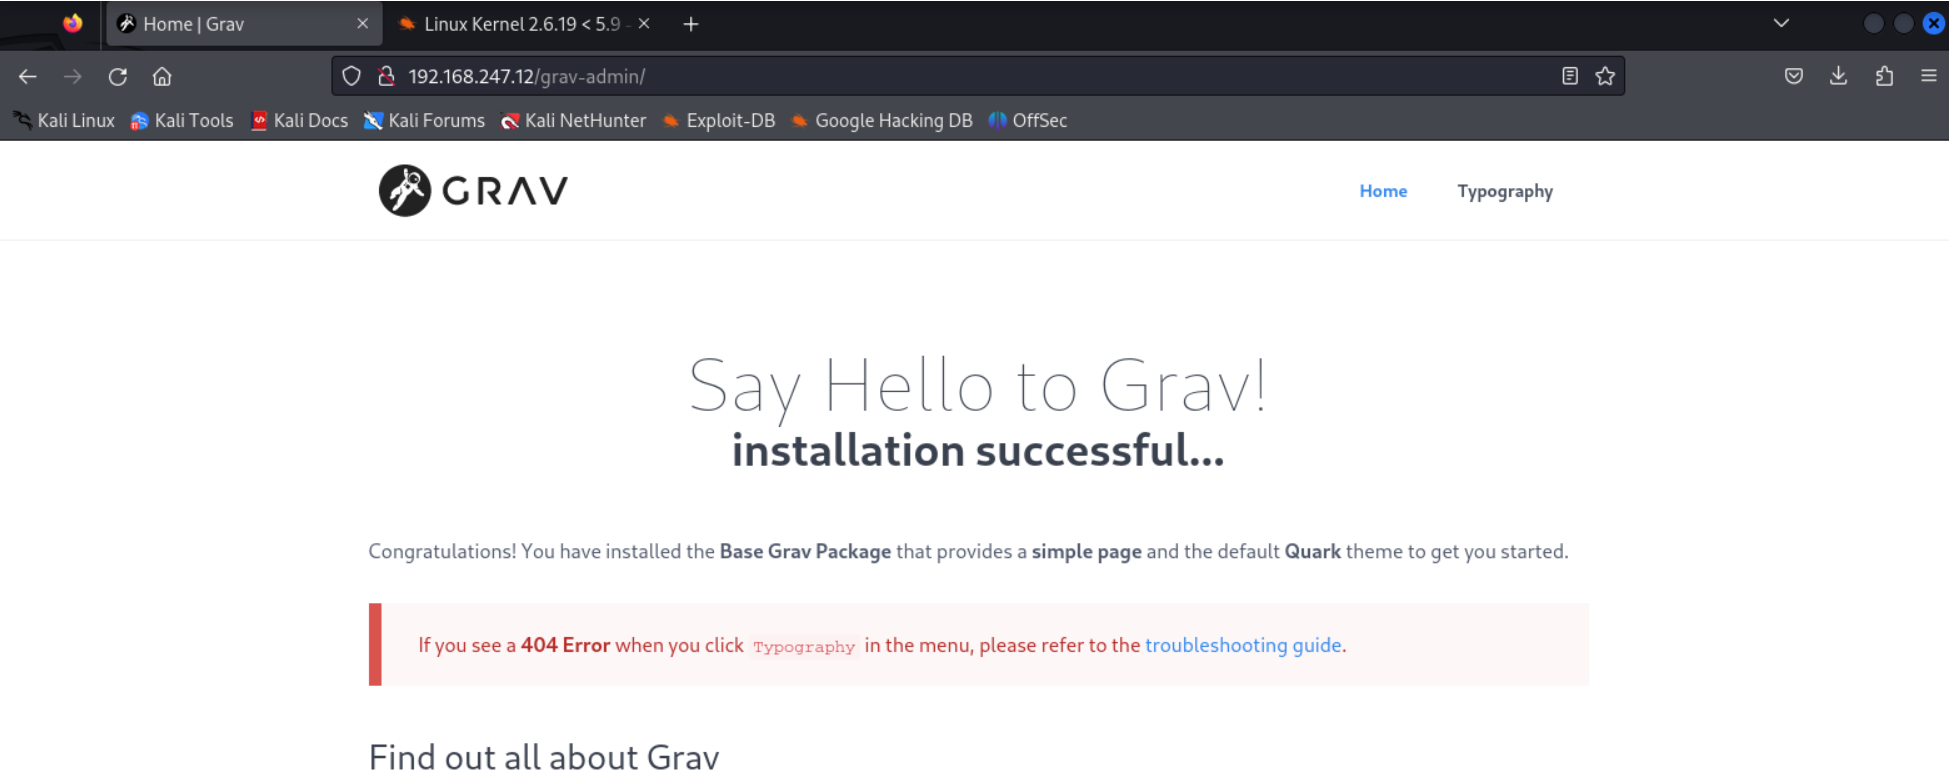 Home | Grav
Linux Kernel 2.6.19 < 5.9 -
192.168.247.12/grav-admin/
Kali Linux Kali Tools Kali Docs Kali Forums Kali NetHunter Exploit-DB Google Hacking DB OffSec
GRAV
Home Typography
Say Hello to Grav!
installation successful...
Congratulations! You have installed the Base Grav Package that provides a simple page and the default Quark theme to get you started.
If you see a 404 Error when you click Typography in the menu, please refer to the troubleshooting guide.
Find out all about Grav